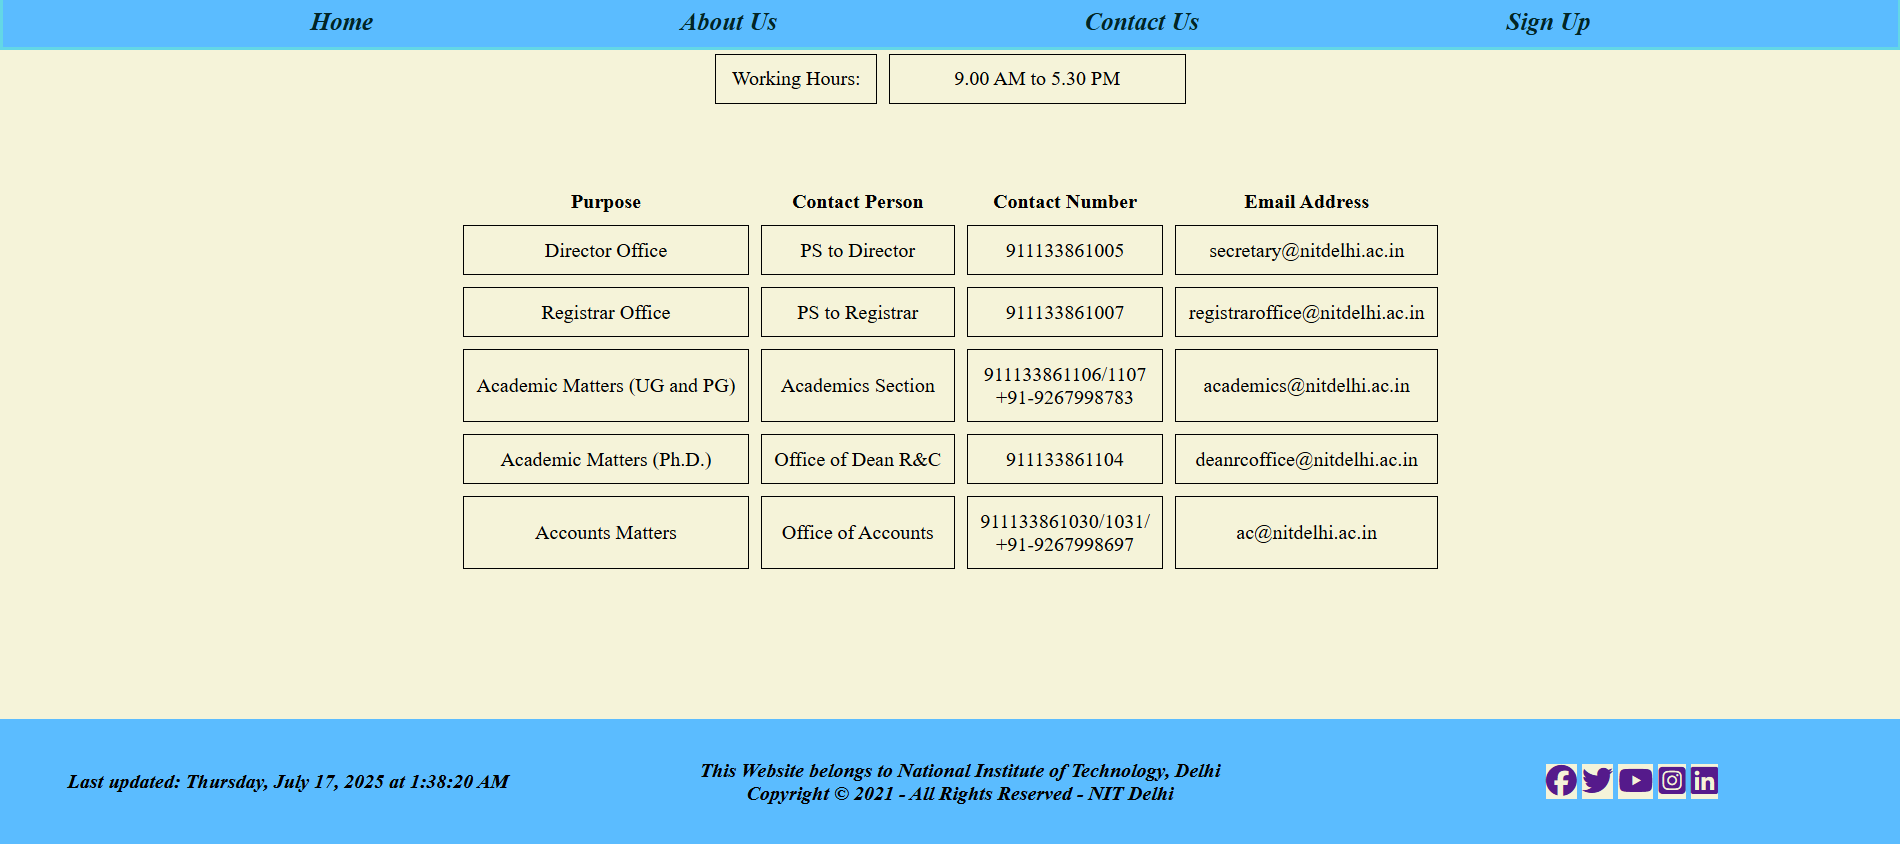 Home About Us Contact Us Sign Up
Working Hours: 9.00 AM to 5.30 PM
Purpose Contact Person Contact Number Email Address
Director Office PS to Director 911133861005 secretary@nitdelhi.ac.in
Registrar Office PS to Registrar 911133861007 registraroffice@nitdelhi.ac.in
Academic Matters (UG and PG) Academics Section 911133861106/1107
+91-9267998783 academics@nitdelhi.ac.in
Academic Matters (Ph.D.) Office of Dean R&C 911133861104 deanrcoffice@nitdelhi.ac.in
Accounts Matters Office of Accounts 911133861030/1031/
+91-9267998697 ac@nitdelhi.ac.in
Last updated: Thursday, July 17, 2025 at 1:38:20 AM
This Website belongs to National Institute of Technology, Delhi
Copyright © 2021 - All Rights Reserved - NIT Delhi